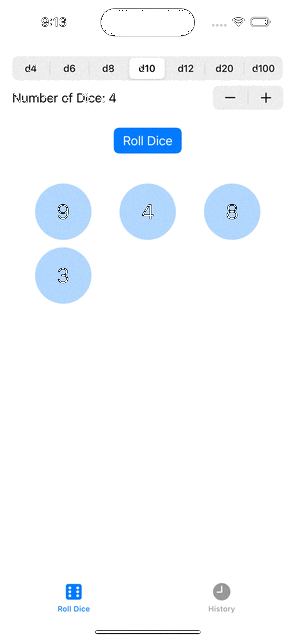 9:13
d4 d6 d8 d10 d12 d20 d100
Number of Dice: 4
Roll Dice
9 4 8
3
Roll Dice History